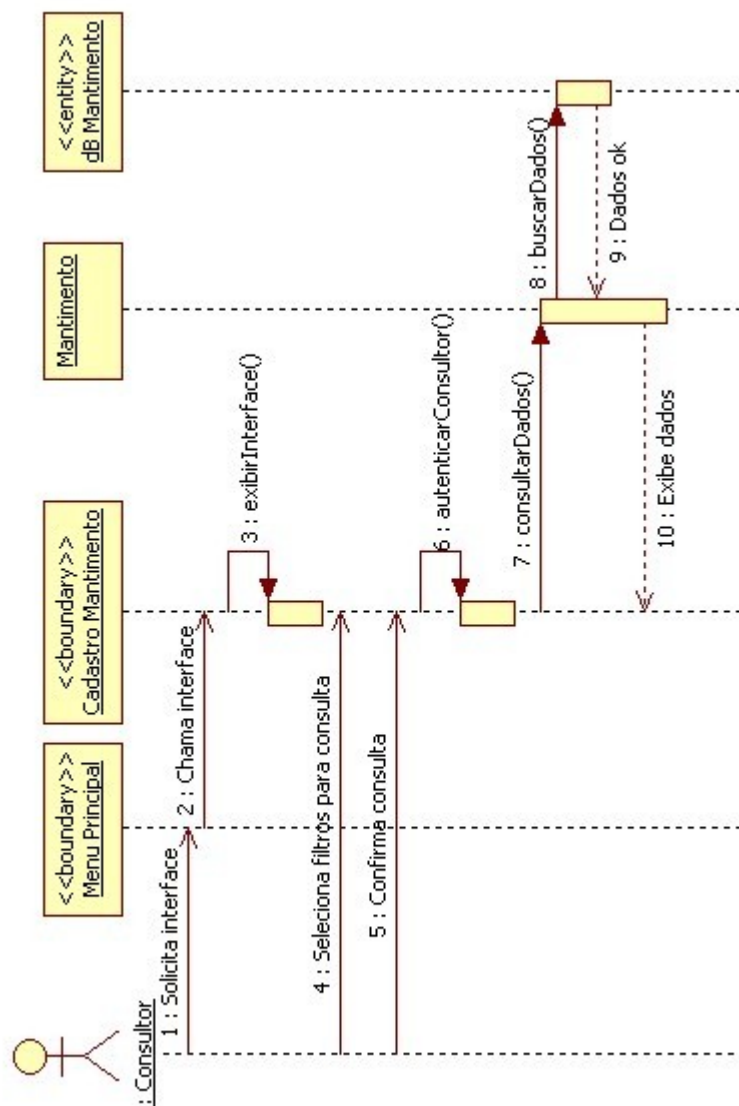 : Consultor
<<boundary>>
Menu Principal
<<boundary>>
Cadastro Mantimento
Mantimento
<<entity>>
dB Mantimento
1 : Solicita interface
2 : Chama interface
3 : exibirInterface()
4 : Seleciona filtros para consulta
5 : Confirma consulta
6 : autenticarConsultor()
7 : consultarDados()
8 : buscarDados()
9 : Dados ok
10 : Exibe dados